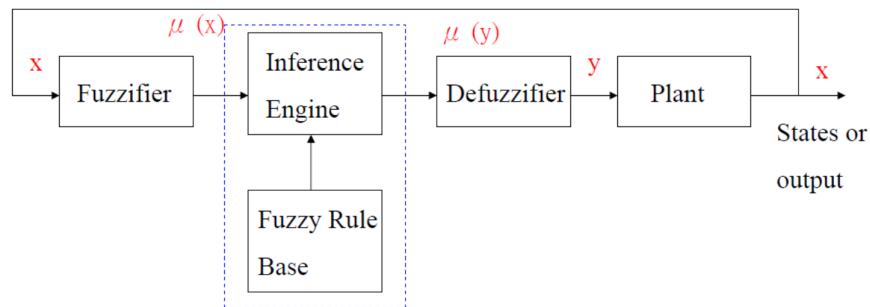 μ (x)
μ (y)
x
Fuzzifier
Inference
Engine
Defuzzifier
y
Plant
x
States or
output
Fuzzy Rule
Base